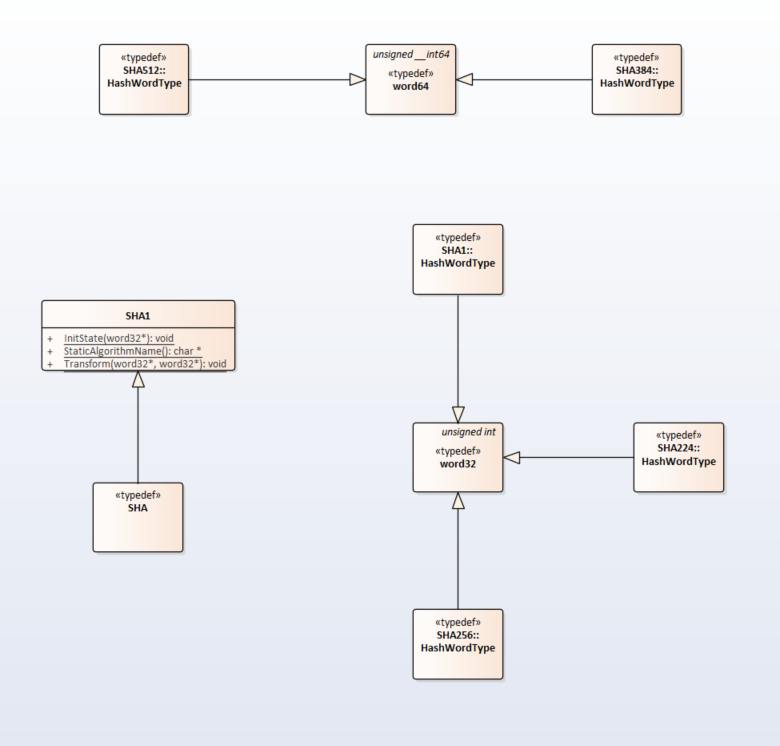 «typedef»
SHA512::
HashWordType
unsigned __int64
«typedef»
word64
«typedef»
SHA384::
HashWordType
«typedef»
SHA1::
HashWordType
SHA1
+ InitState(word32*): void
+ StaticAlgorithmName(): char *
+ Transform(word32*, word32*): void
unsigned int
«typedef»
word32
«typedef»
SHA224::
HashWordType
«typedef»
SHA
«typedef»
SHA256::
HashWordType